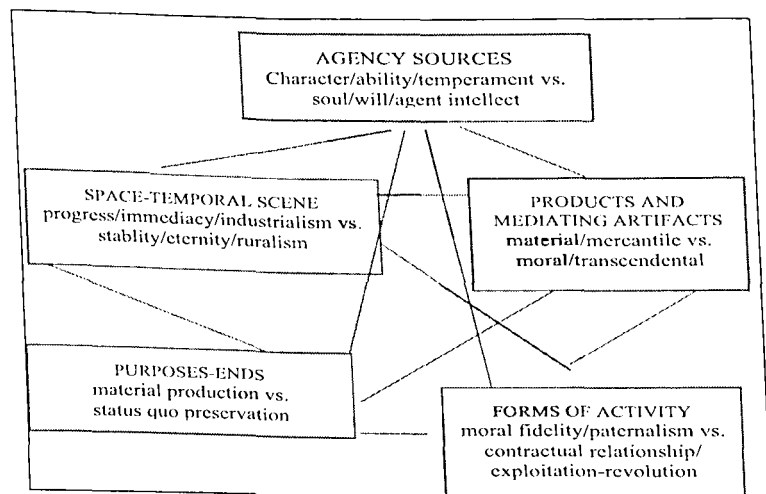 AGENCY SOURCES
Character/ability/temperament vs.
soul/will/agent intellect
SPACE-TEMPORAL SCENE
progress/immediacy/industrialism vs.
stablity/eternity/ruralism
PRODUCTS AND
MEDIATING ARTIFACTS
material/mercantile vs.
moral/transcendental
PURPOSES-ENDS
material production vs.
status quo preservation
FORMS OF ACTIVITY
moral fidelity/paternalism vs.
contractual relationship/
exploitation-revolution